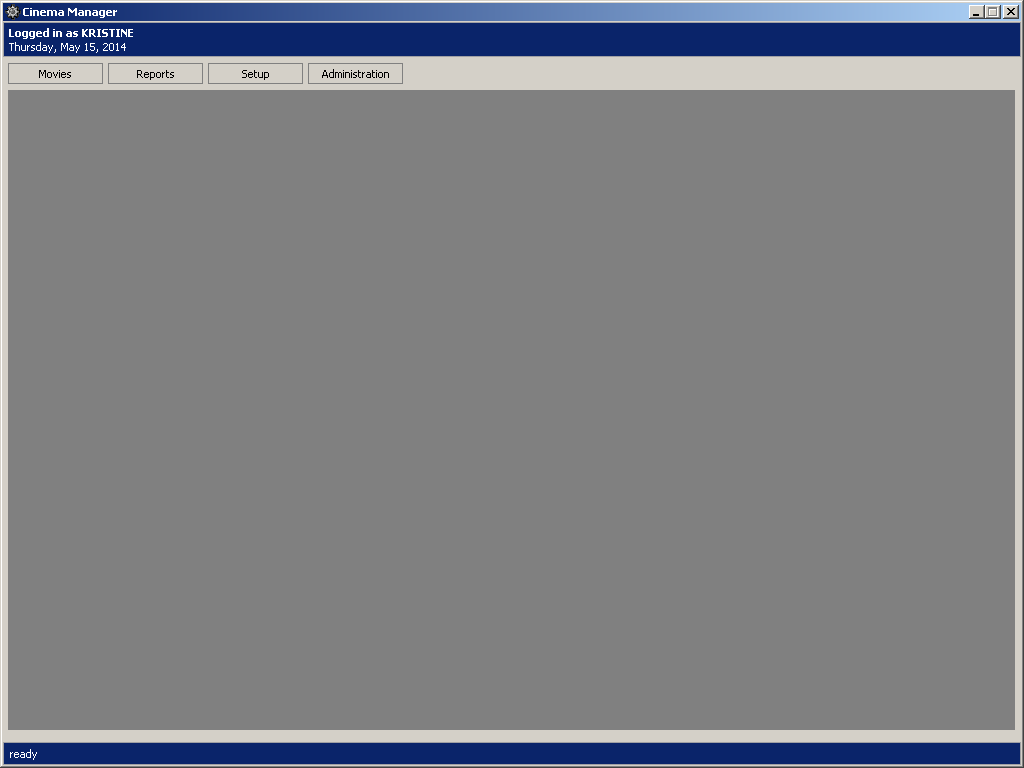 Cinema Manager
Logged in as KRISTINE
Thursday, May 15, 2014
Movies Reports Setup Administration
ready